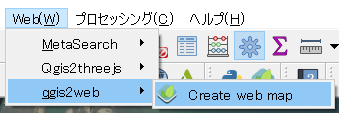 Web(W) プロセッシング(C) ヘルプ(H)
MetaSearch
Qgis2threejs
qgis2web
Create web map